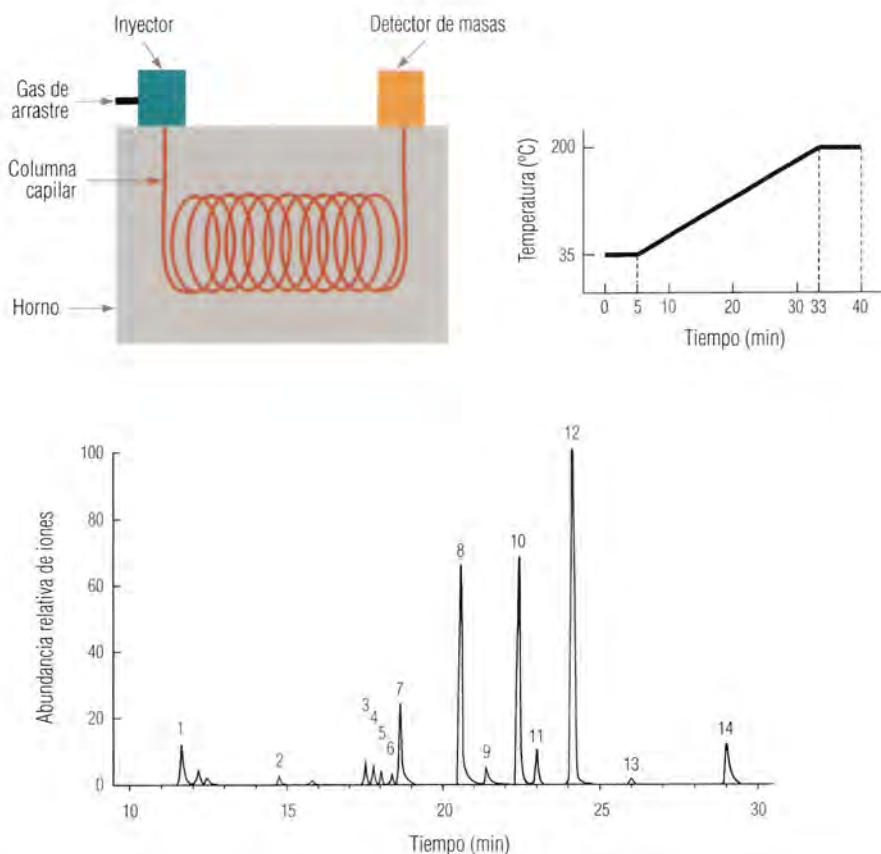 Inyector
Detector de masas
Gas de
arrastre
Columna
capilar
Horno
Temperatura (ºC)
200
35
0 5 10 20 30 33 40
Tiempo (min)
Abundancia relativa de iones
100
80
60
40
20
0
1
2
3
4
5
6
7
8
9
10
11
12
13
14
10 15 20 25 30
Tiempo (min)